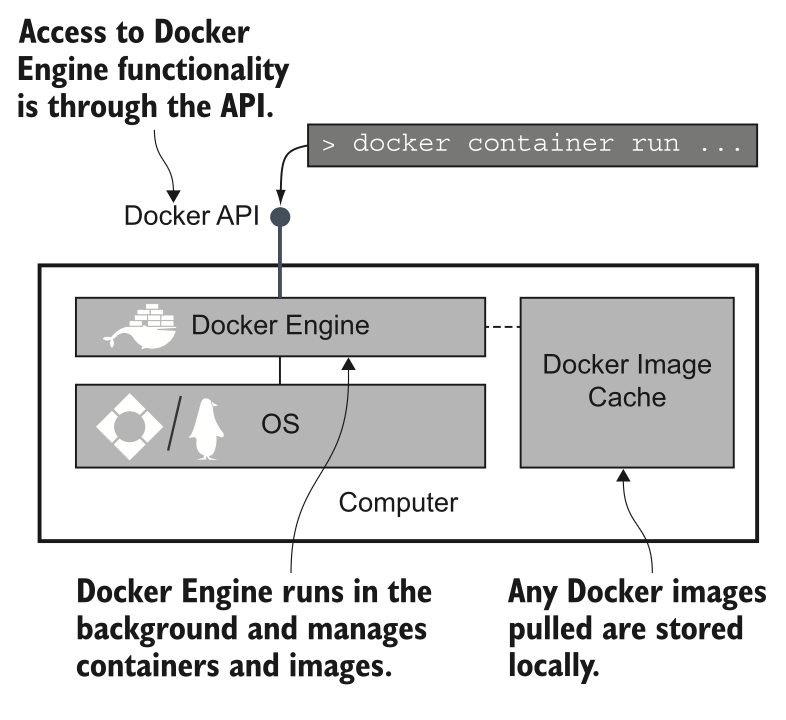 Access to Docker
Engine functionality
is through the API.
> docker container run ...
Docker API
Docker Engine
Docker Image
Cache
OS
Computer
Docker Engine runs in the
background and manages
containers and images.
Any Docker images
pulled are stored
locally.